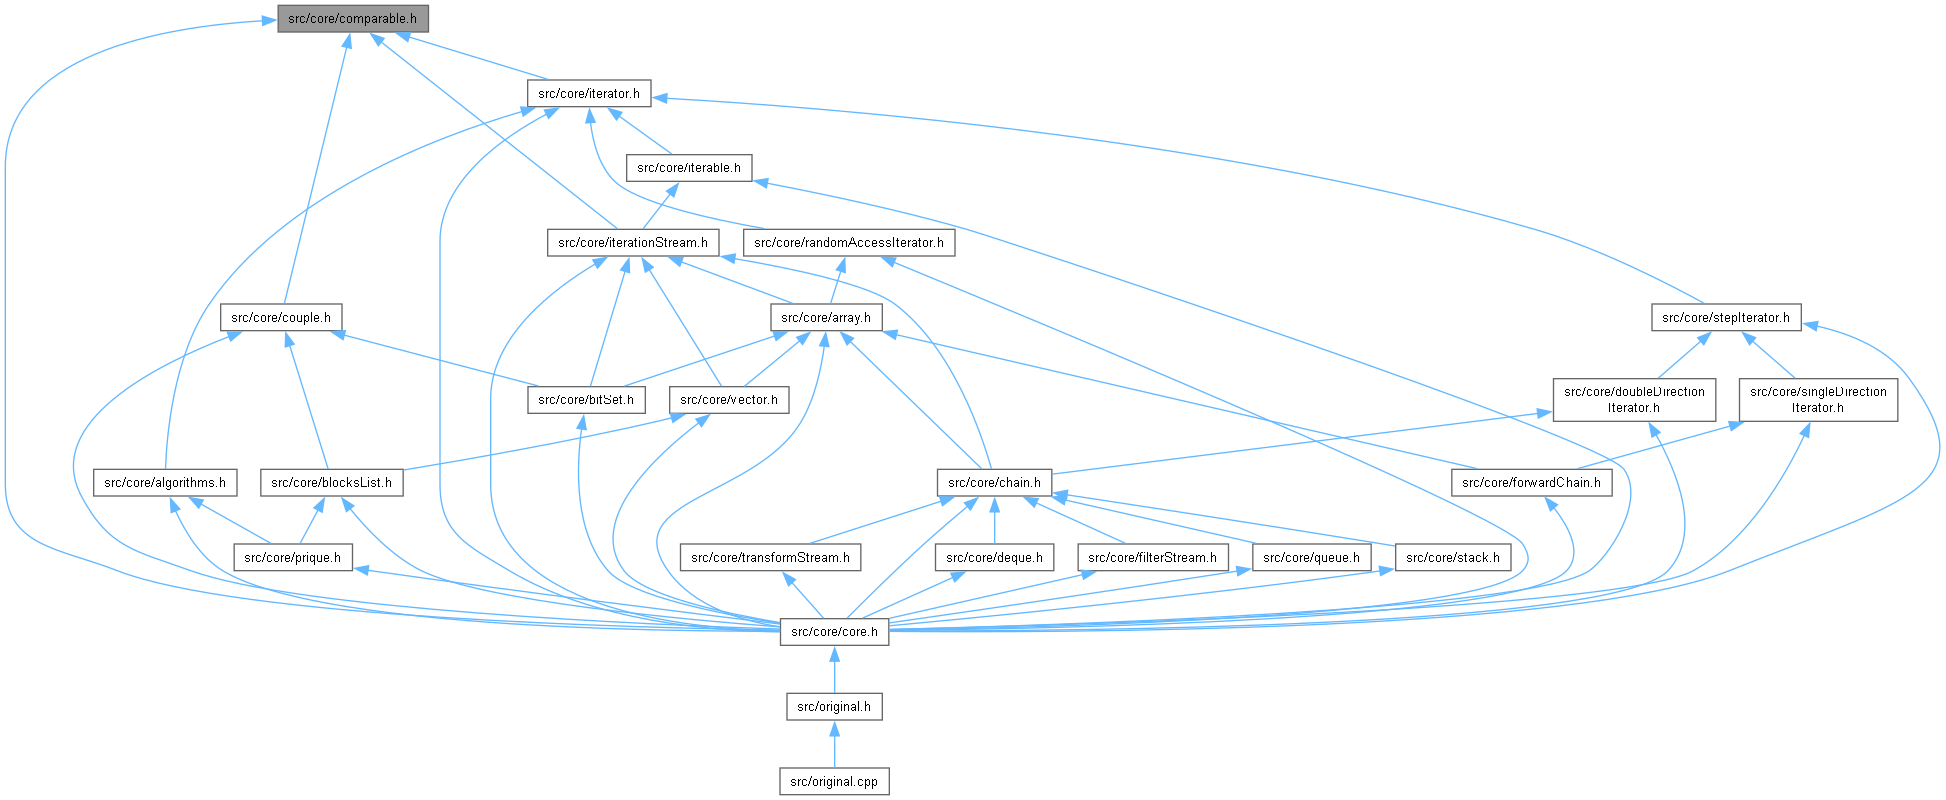 src/core/comparable.h
src/core/iterator.h
src/core/iterable.h
src/core/iterationStream.h
src/core/randomAccessIterator.h
src/core/couple.h
src/core/array.h
src/core/stepIterator.h
src/core/bitSet.h
src/core/vector.h
src/core/doubleDirection
Iterator.h
src/core/singleDirection
Iterator.h
src/core/algorithms.h
src/core/blocksList.h
src/core/chain.h
src/core/forwardChain.h
src/core/prique.h
src/core/transformStream.h
src/core/deque.h
src/core/filterStream.h
src/core/queue.h
src/core/stack.h
src/core/core.h
src/original.h
src/original.cpp